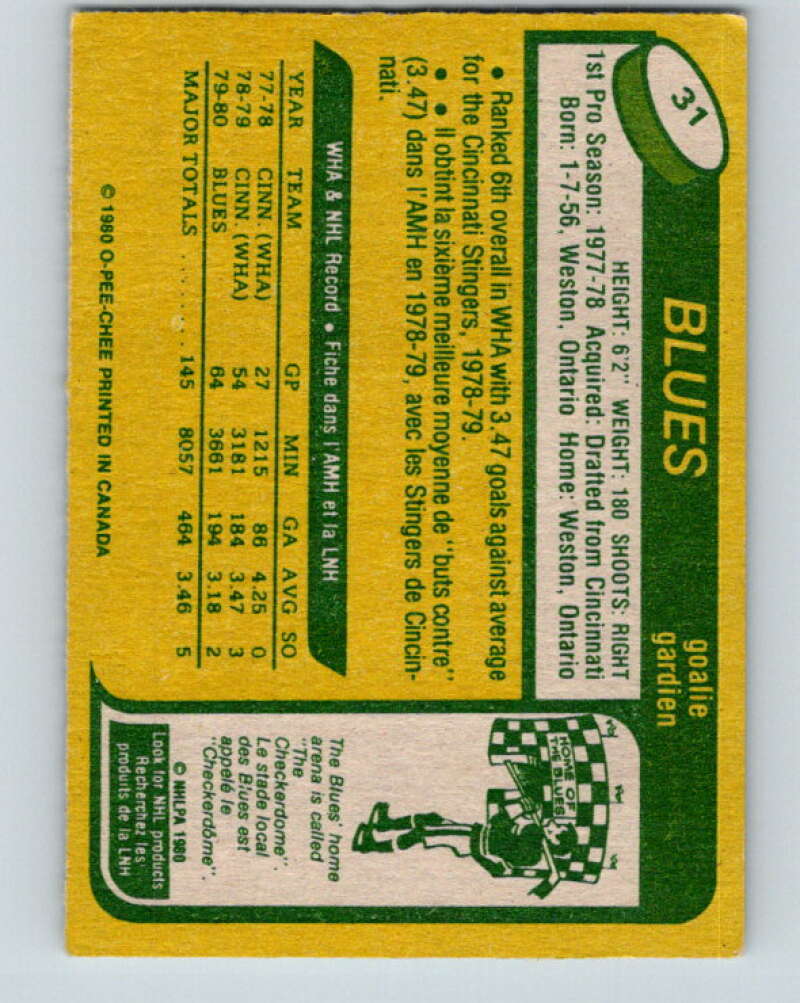 31
BLUES
goalie
gardien
HEIGHT: 6'2" WEIGHT: 180 SHOOTS: RIGHT
1st Pro Season: 1977-78 Acquired: Drafted from Cincinnati
Born: 1-7-56, Weston, Ontario Home: Weston, Ontario
• Ranked 6th overall in WHA with 3.47 goals against average
for the Cincinnati Stingers, 1978-79.
• • Il obtint la sixième meilleure moyenne de "buts contre"
(3.47) dans l'AMH en 1978-79, avec les Stingers de Cincin-
nati.
WHA & NHL Record • Fiche dans l'AMH et la LNH
YEAR TEAM GP MIN GA AVG SO
77-78 CINN. (WHA) 27 1215 86 4.25 0
78-79 CINN. (WHA) 54 3181 184 3.47 3
79-80 BLUES 64 3661 194 3.18 2
MAJOR TOTALS ........ 145 8057 464 3.46 5
© 1980 O-PEE-CHEE PRINTED IN CANADA
HOME OF
THE BLUES
The Blues' home
arena is called
"The
Checkerdome".
Le stade local
des Blues est
appelé le
"Checkerdôme".
© NHLPA 1980
Look for NHL products
Recherchez les
produits de la LNH